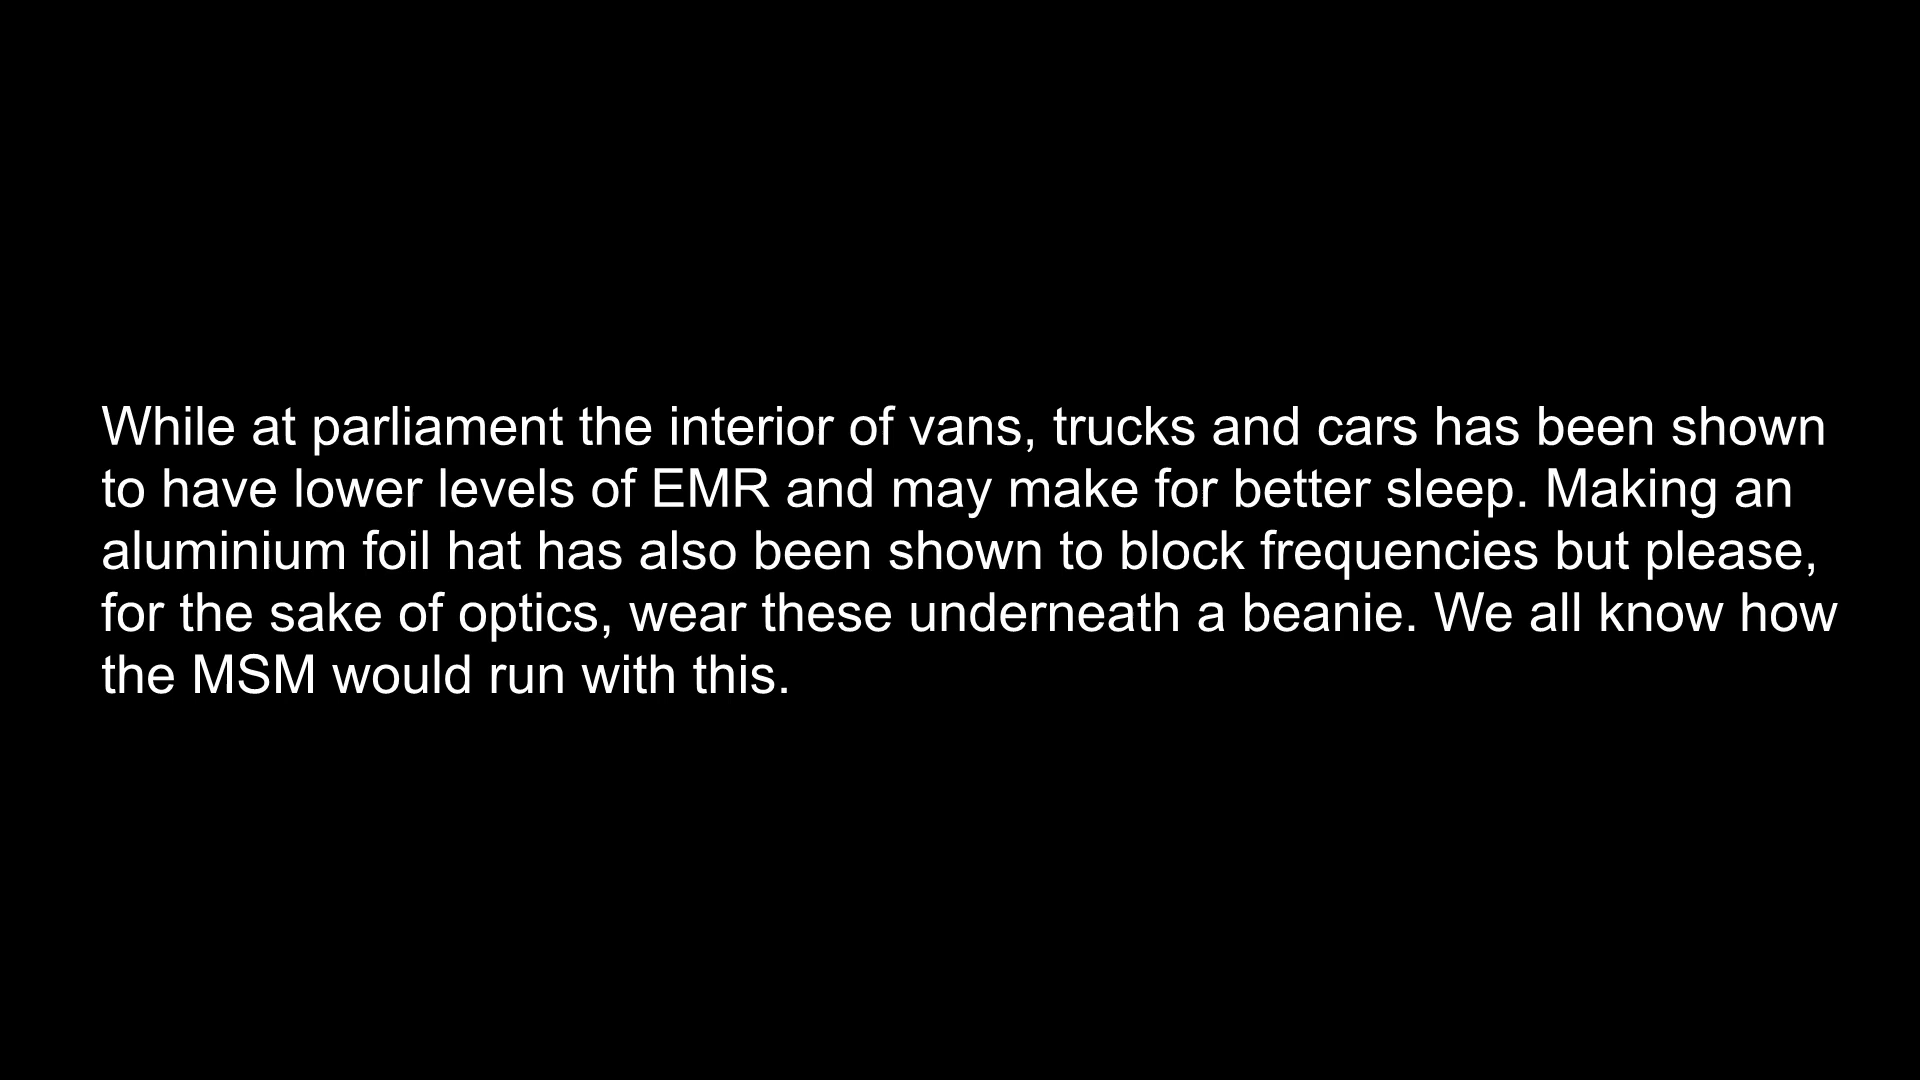 While at parliament the interior of vans, trucks and cars has been shown
to have lower levels of EMR and may make for better sleep. Making an
aluminium foil hat has also been shown to block frequencies but please,
for the sake of optics, wear these underneath a beanie. We all know how
the MSM would run with this.